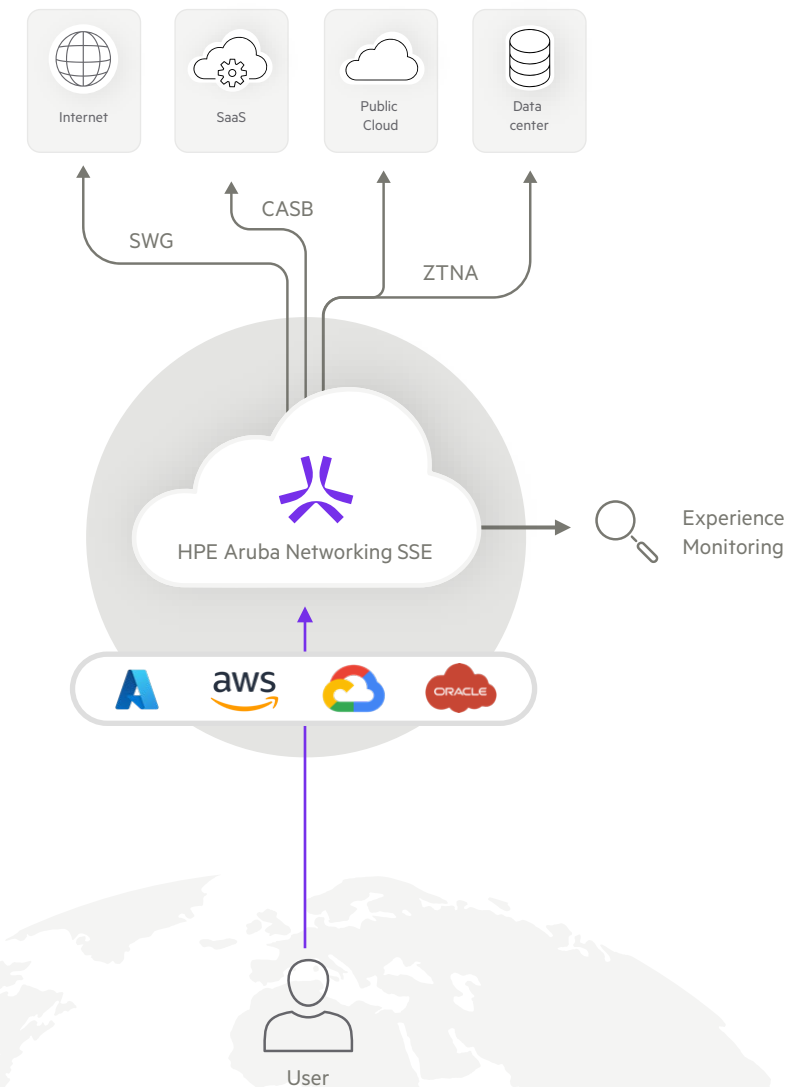 Internet
SaaS
Public
Cloud
Data
center
CASB
SWG
ZTNA
HPE Aruba Networking SSE
Experience
Monitoring
aws
ORACLE
User